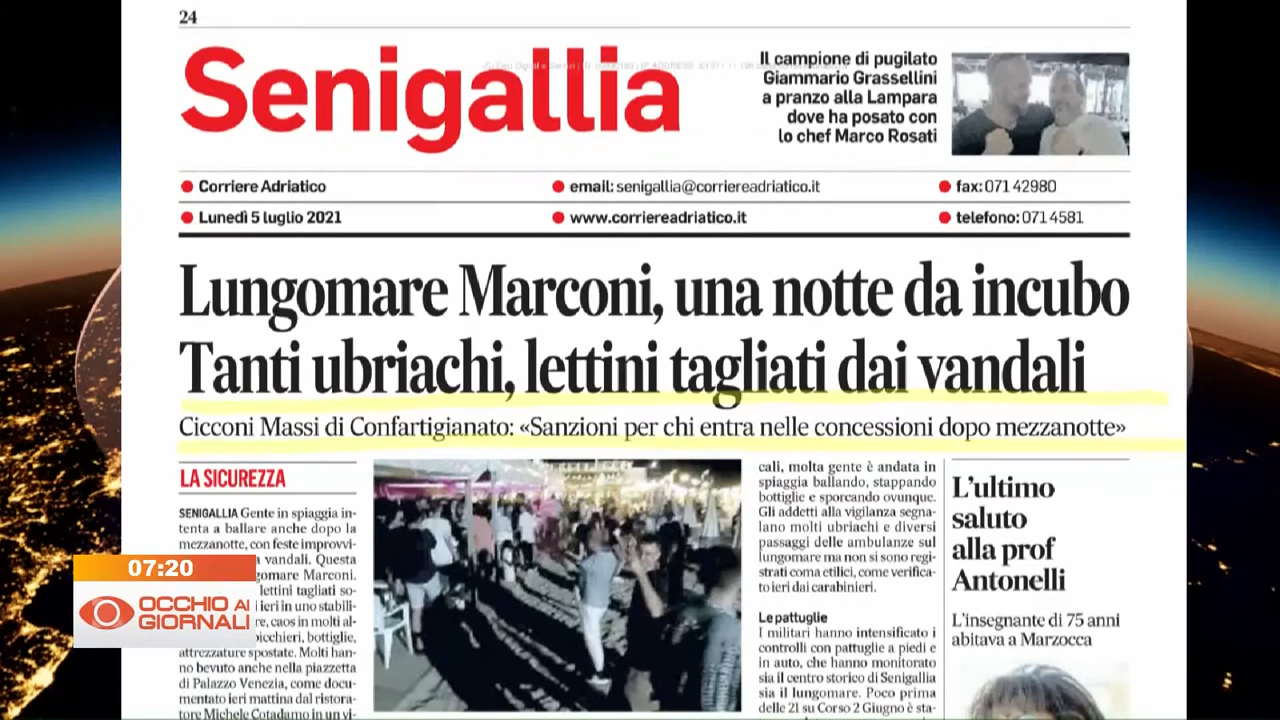 24
Senigallia
Il campione di pugilato
Giammario Grassellini
a pranzo alla Lampara
dove ha posato con
lo chef Marco Rosati
Corriere Adriatico
email: senigallia@corriereadriatico.it
fax: 071 42980
Lunedì 5 luglio 2021
www.corriereadriatico.it
telefono: 071 4581
Lungomare Marconi, una notte da incubo
Tanti ubriachi, lettini tagliati dai vandali
Cicconi Massi di Confartigianato: «Sanzioni per chi entra nelle concessioni dopo mezzanotte»
LA SICUREZZA
SENIGALLIA Gente in spiaggia in-
tenta a ballare anche dopo la
mezzanotte, con feste improvvi-
vandali. Questa
gomare Marconi.
lettini tagliati so-
ieri in uno stabili-
re, caos in molti al-
bicchieri, bottiglie,
attrezzature spostate. Molti han-
no bevuto anche nella piazzetta
di Palazzo Venezia, come docu-
mentato ieri mattina dal ristora-
tore Michele Cotadamo in un vi-
cali, molta gente è andata in
spiaggia ballando, stappando
bottiglie e sporcando ovunque.
Gli addetti alla vigilanza segna-
lano molti ubriachi e diversi
passaggi delle ambulanze sul
lungomare ma non si sono regi-
strati coma etilici, come verifica-
to ieri dai carabinieri.
Le pattuglie
I militari hanno intensificato i
controlli con pattuglie a piedi e
in auto, che hanno monitorato
sia il centro storico di Senigallia
sia il lungomare. Poco prima
delle 21 su Corso 2 Giugno è sta-
L'ultimo
saluto
alla prof
Antonelli
L'insegnante di 75 anni
abitava a Marzocca
07:20
OCCHIO AI
GIORNALI